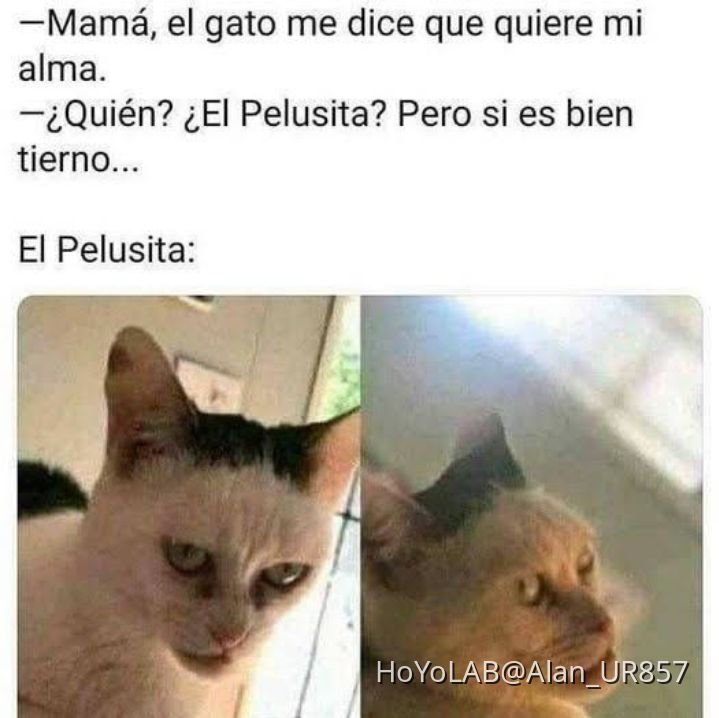 —Mamá, el gato me dice que quiere mi
alma.
—¿Quién? ¿El Pelusita? Pero si es bien
tierno...
El Pelusita:
HoYoLAB@Alan_UR857